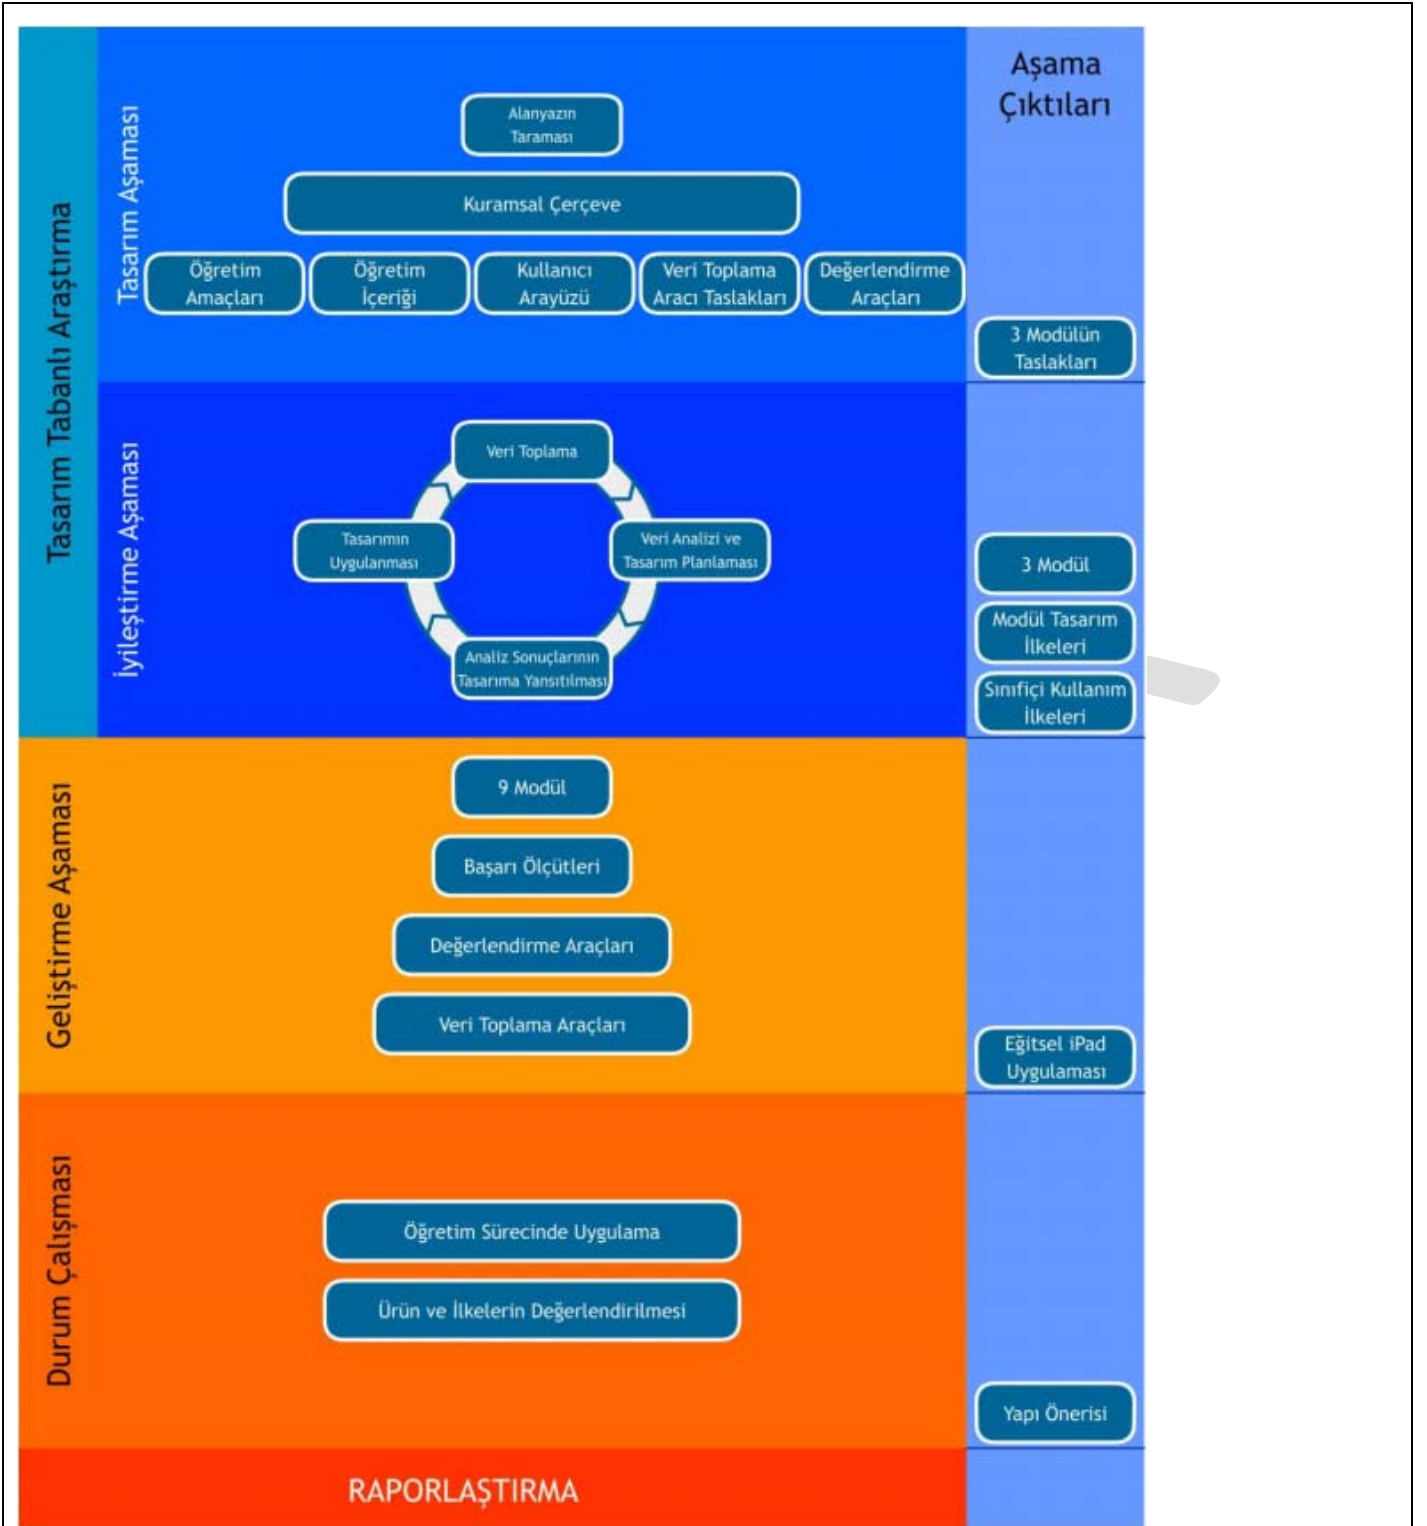 Tasarım Tabanlı Araştırma
Tasarım Aşaması
Alanyazın
Taraması
Kuramsal Çerçeve
Öğretim
Amaçları
Öğretim
İçeriği
Kullanıcı
Arayüzü
Veri Toplama
Aracı Taslakları
Değerlendirme
Araçları
Aşama
Çıktıları
3 Modülün
Taslakları
İyileştirme Aşaması
Veri Toplama
Veri Analizi ve
Tasarım Planlaması
Analiz Sonuçlarının
Tasarıma Yansıtılması
Tasarımın
Uygulanması
3 Modül
Modül Tasarım
İlkeleri
Sınıfiçi Kullanım
İlkeleri
Geliştirme Aşaması
9 Modül
Başarı Ölçütleri
Değerlendirme Araçları
Veri Toplama Araçları
Eğitsel iPad
Uygulaması
Durum Çalışması
Öğretim Sürecinde Uygulama
Ürün ve İlkelerin Değerlendirilmesi
Yapı Önerisi
RAPORLAŞTIRMA